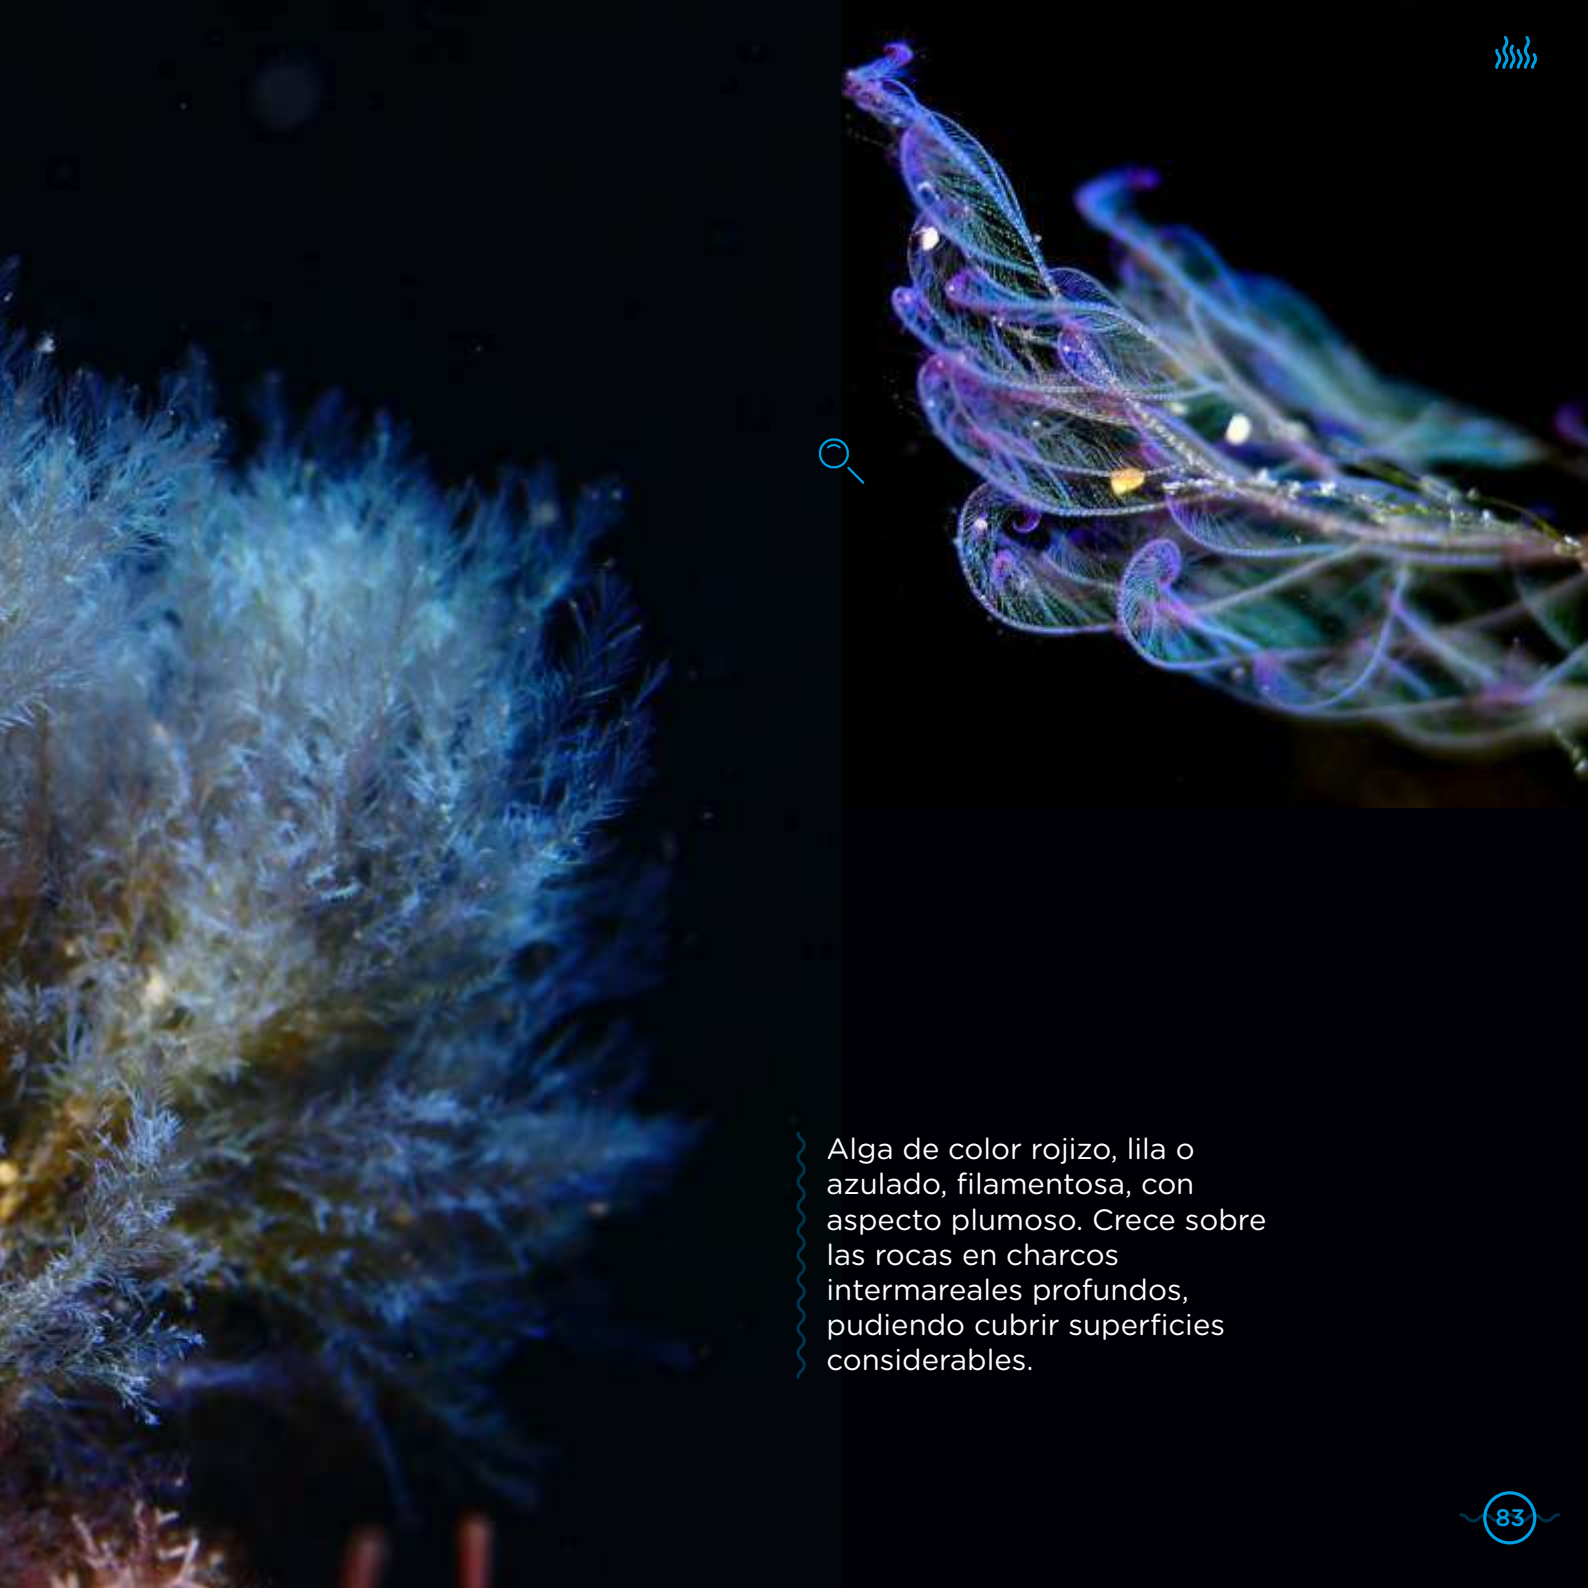 Alga de color rojizo, lila o
azulado, filamentosa, con
aspecto plumoso. Crece sobre
las rocas en charcos
intermareales profundos,
pudiendo cubrir superficies
considerables.
83